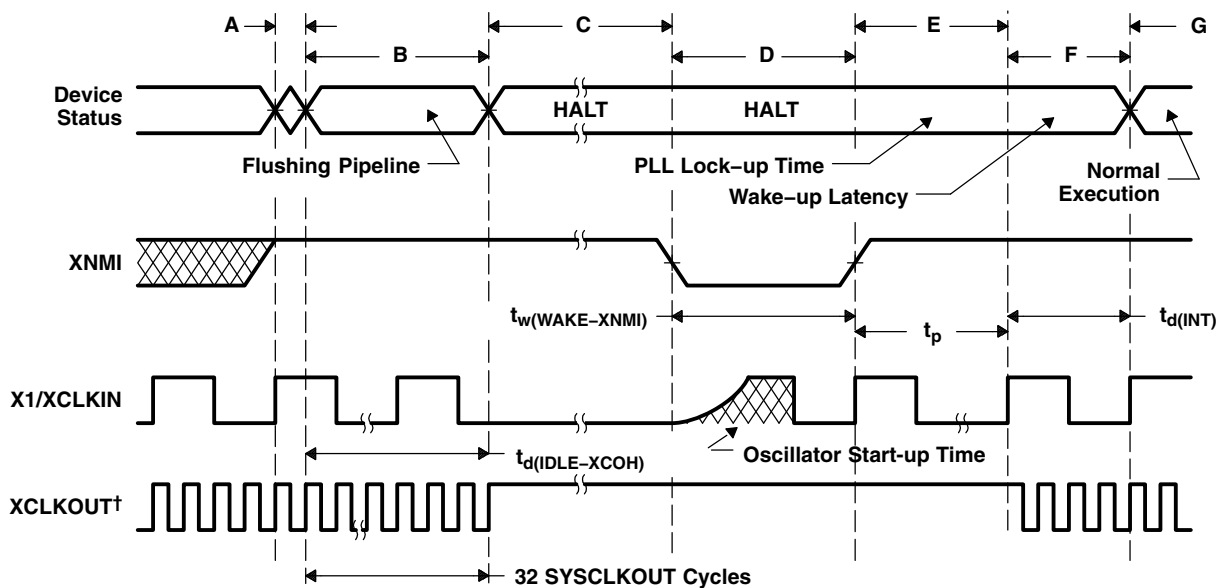 A
B
C
D
E
F
G
Device
Status
HALT
HALT
Flushing Pipeline
PLL Lock–up Time
Wake–up Latency
Normal
Execution
XNMI
tw(WAKE–XNMI)
tp
td(INT)
X1/XCLKIN
Oscillator Start-up Time
td(IDLE–XCOH)
XCLKOUT†
32 SYSCLKOUT Cycles